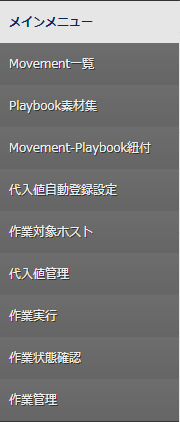 メインメニュー
Movement一覧
Playbook素材集
Movement-Playbook紐付
代入値自動登録設定
作業対象ホスト
代入値管理
作業実行
作業状態確認
作業管理